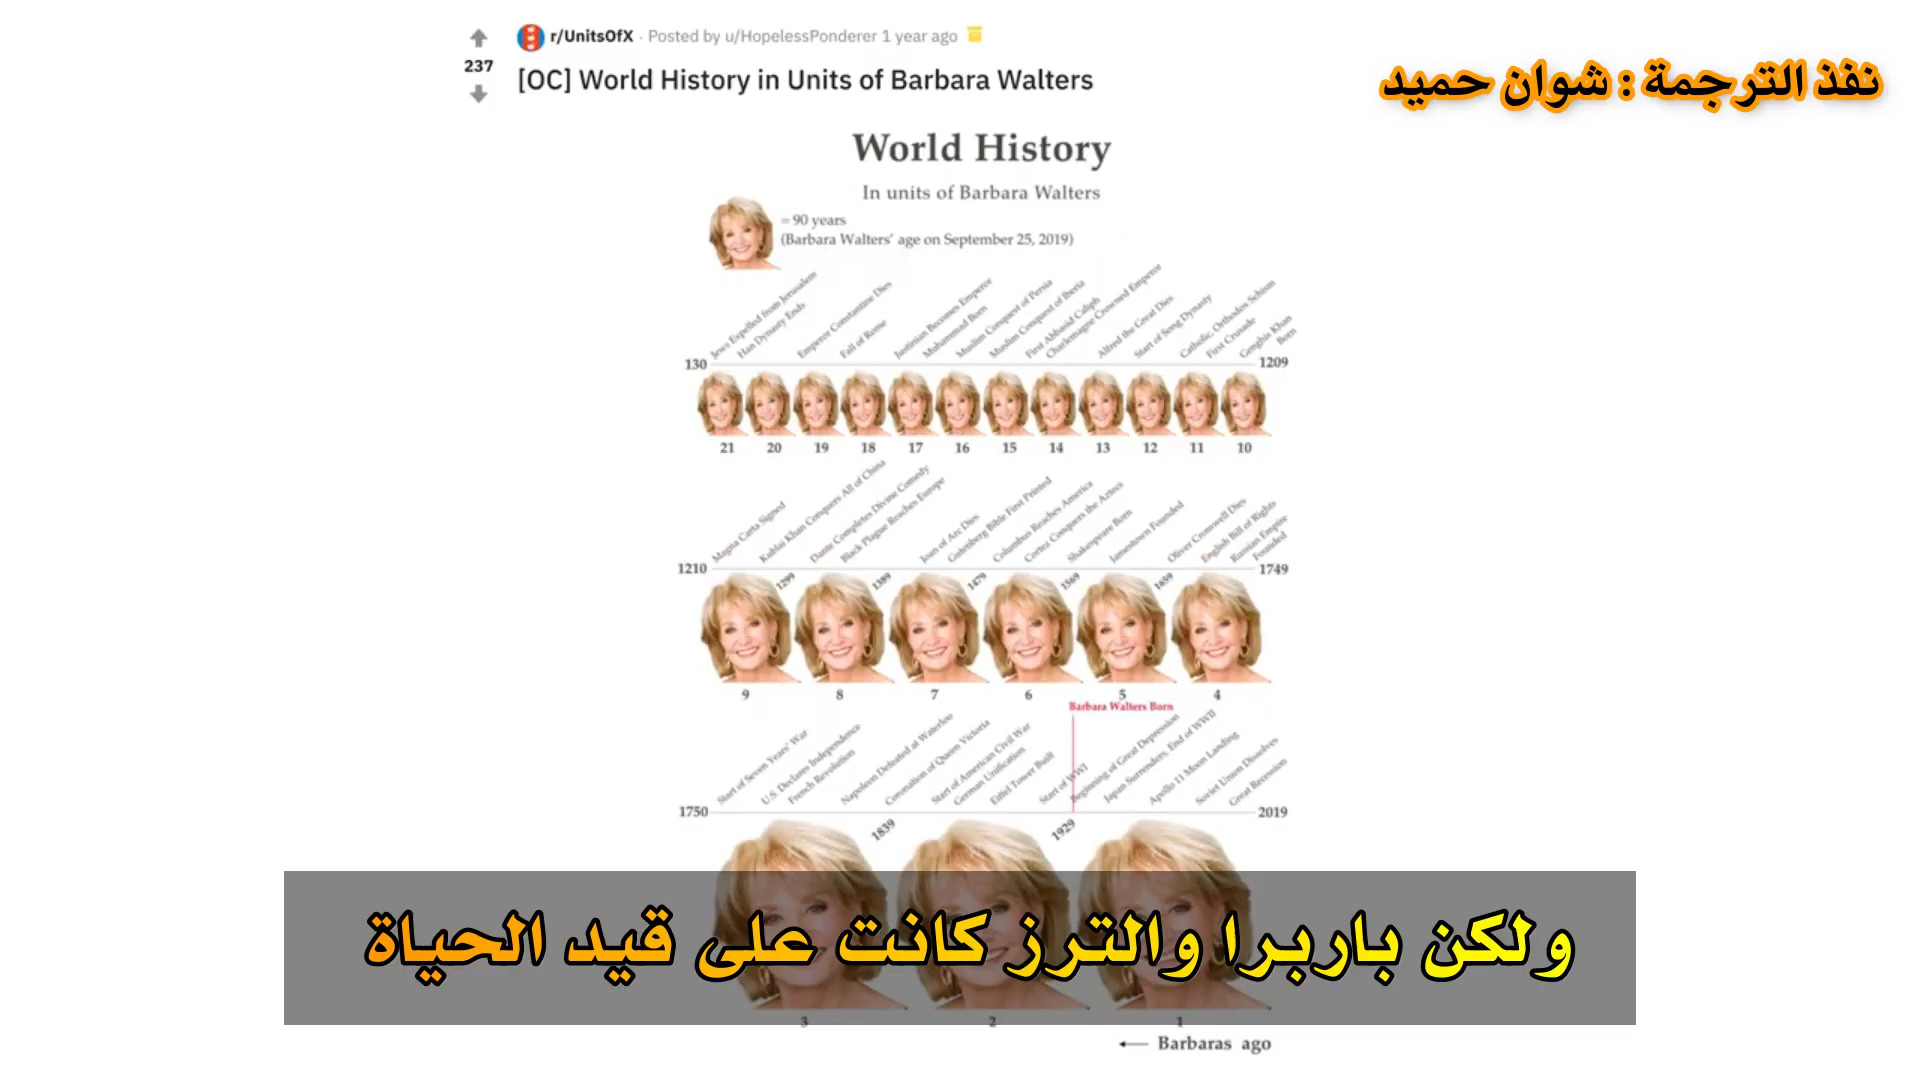 r/UnitsOfX · Posted by u/HopelessPonderer 1 year ago
237
[OC] World History in Units of Barbara Walters
نفذ الترجمة : شوان حميد
World History
In units of Barbara Walters
= 90 years
(Barbara Walters' age on September 25, 2019)
Jews Expelled from Jerusalem
Han Dynasty Ends
Emperor Constantine Dies
Fall of Rome
Justinian Becomes Emperor
Muhammad Born
Muslim Conquest of Persia
Muslim Conquest of Iberia
First Abbasid Caliph
Charlemagne Crowned Emperor
Alfred the Great Dies
Start of Song Dynasty
Catholic, Orthodox Schism
First Crusade
Genghis Khan
Born
130 1209
21 20 19 18 17 16 15 14 13 12 11 10
Magna Carta Signed
Kublai Khan Conquers All of China
Dante Completes Divine Comedy
Black Plague Reaches Europe
Joan of Arc Dies
Gutenberg Bible First Printed
Columbus Reaches America
Cortez Conquers the Aztecs
Shakespeare Born
Jamestown Founded
Oliver Cromwell Dies
English Bill of Rights
Russian Empire
Founded
1210 1749
1299 1389 1479 1569 1659
9 8 7 6 5 4
Barbara Walters Born
Start of Seven Years' War
U.S. Declares Independence
French Revolution
Napoleon Defeated at Waterloo
Coronation of Queen Victoria
Start of American Civil War
German Unification
Eiffel Tower Built
Start of WWI
Beginning of Great Depression
Japan Surrenders, End of WWII
Apollo 11 Moon Landing
Soviet Union Dissolves
Great Recession
1750 2019
1839 1929
ولكن باربرا والترز كانت على قيد الحياة
3 2 1
← Barbaras ago